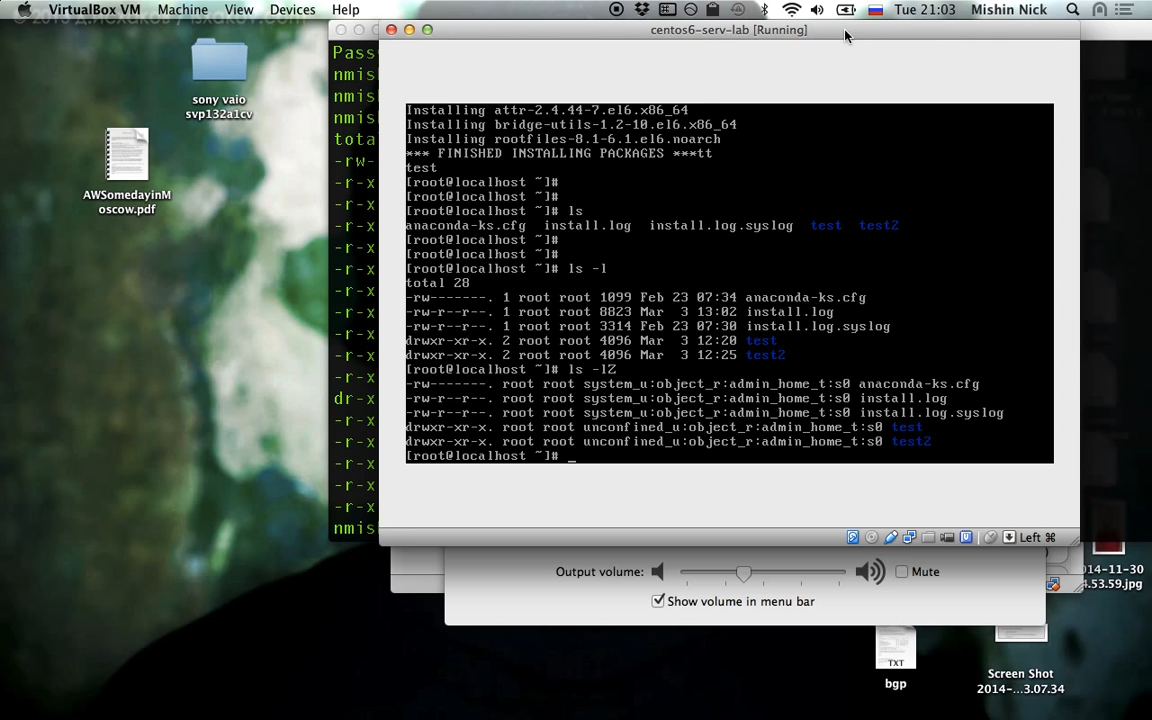 VirtualBox VM Machine View Devices Help Tue 21:03 Mishin Nick
centos6-serv-lab [Running]
sony vaio
svp132a1cv
AWSomedayinM
oscow.pdf
Pass
nmis
nmis
nmis
tota
-rw-
-r-x
-r-x
-r-x
-r-x
-r-x
-r-x
-r-x
-r-x
-r-x
-r-x
dr-x
-r-x
-r-x
-r-x
-r-x
-r-x
nmis
Installing attr-2.4.44-7.el6.x86_64
Installing bridge-utils-1.2-10.el6.x86_64
Installing rootfiles-8.1-6.1.el6.noarch
*** FINISHED INSTALLING PACKAGES ***tt
test
[root@localhost ~]#
[root@localhost ~]#
[root@localhost ~]# ls
anaconda-ks.cfg install.log install.log.syslog test test2
[root@localhost ~]#
[root@localhost ~]#
[root@localhost ~]# ls -l
total 28
-rw-------. 1 root root 1099 Feb 23 07:34 anaconda-ks.cfg
-rw-r--r--. 1 root root 8823 Mar 3 13:02 install.log
-rw-r--r--. 1 root root 3314 Feb 23 07:30 install.log.syslog
drwxr-xr-x. 2 root root 4096 Mar 3 12:20 test
drwxr-xr-x. 2 root root 4096 Mar 3 12:25 test2
[root@localhost ~]# ls -lZ
-rw-------. root root system_u:object_r:admin_home_t:s0 anaconda-ks.cfg
-rw-r--r--. root root system_u:object_r:admin_home_t:s0 install.log
-rw-r--r--. root root system_u:object_r:admin_home_t:s0 install.log.syslog
drwxr-xr-x. root root unconfined_u:object_r:admin_home_t:s0 test
drwxr-xr-x. root root unconfined_u:object_r:admin_home_t:s0 test2
[root@localhost ~]# _
Left ⌘
Output volume: Mute
Show volume in menu bar
014-11-30
4.53.59.jpg
TXT
bgp
Screen Shot
2014-...3.07.34